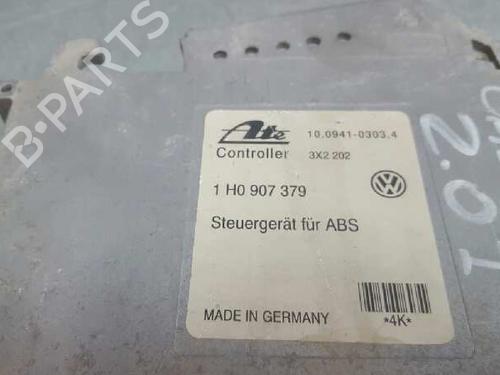 B-PARTS
Ate
10.0941-0303.4
Controller 3X2 202
1 H0 907 379
Steuergerät für ABS
MADE IN GERMANY
*4K*